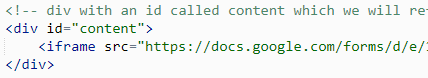 <!-- div with an id called content which we will
<div id="content">
<iframe src="https://docs.google.com/forms/d/e/
</div>